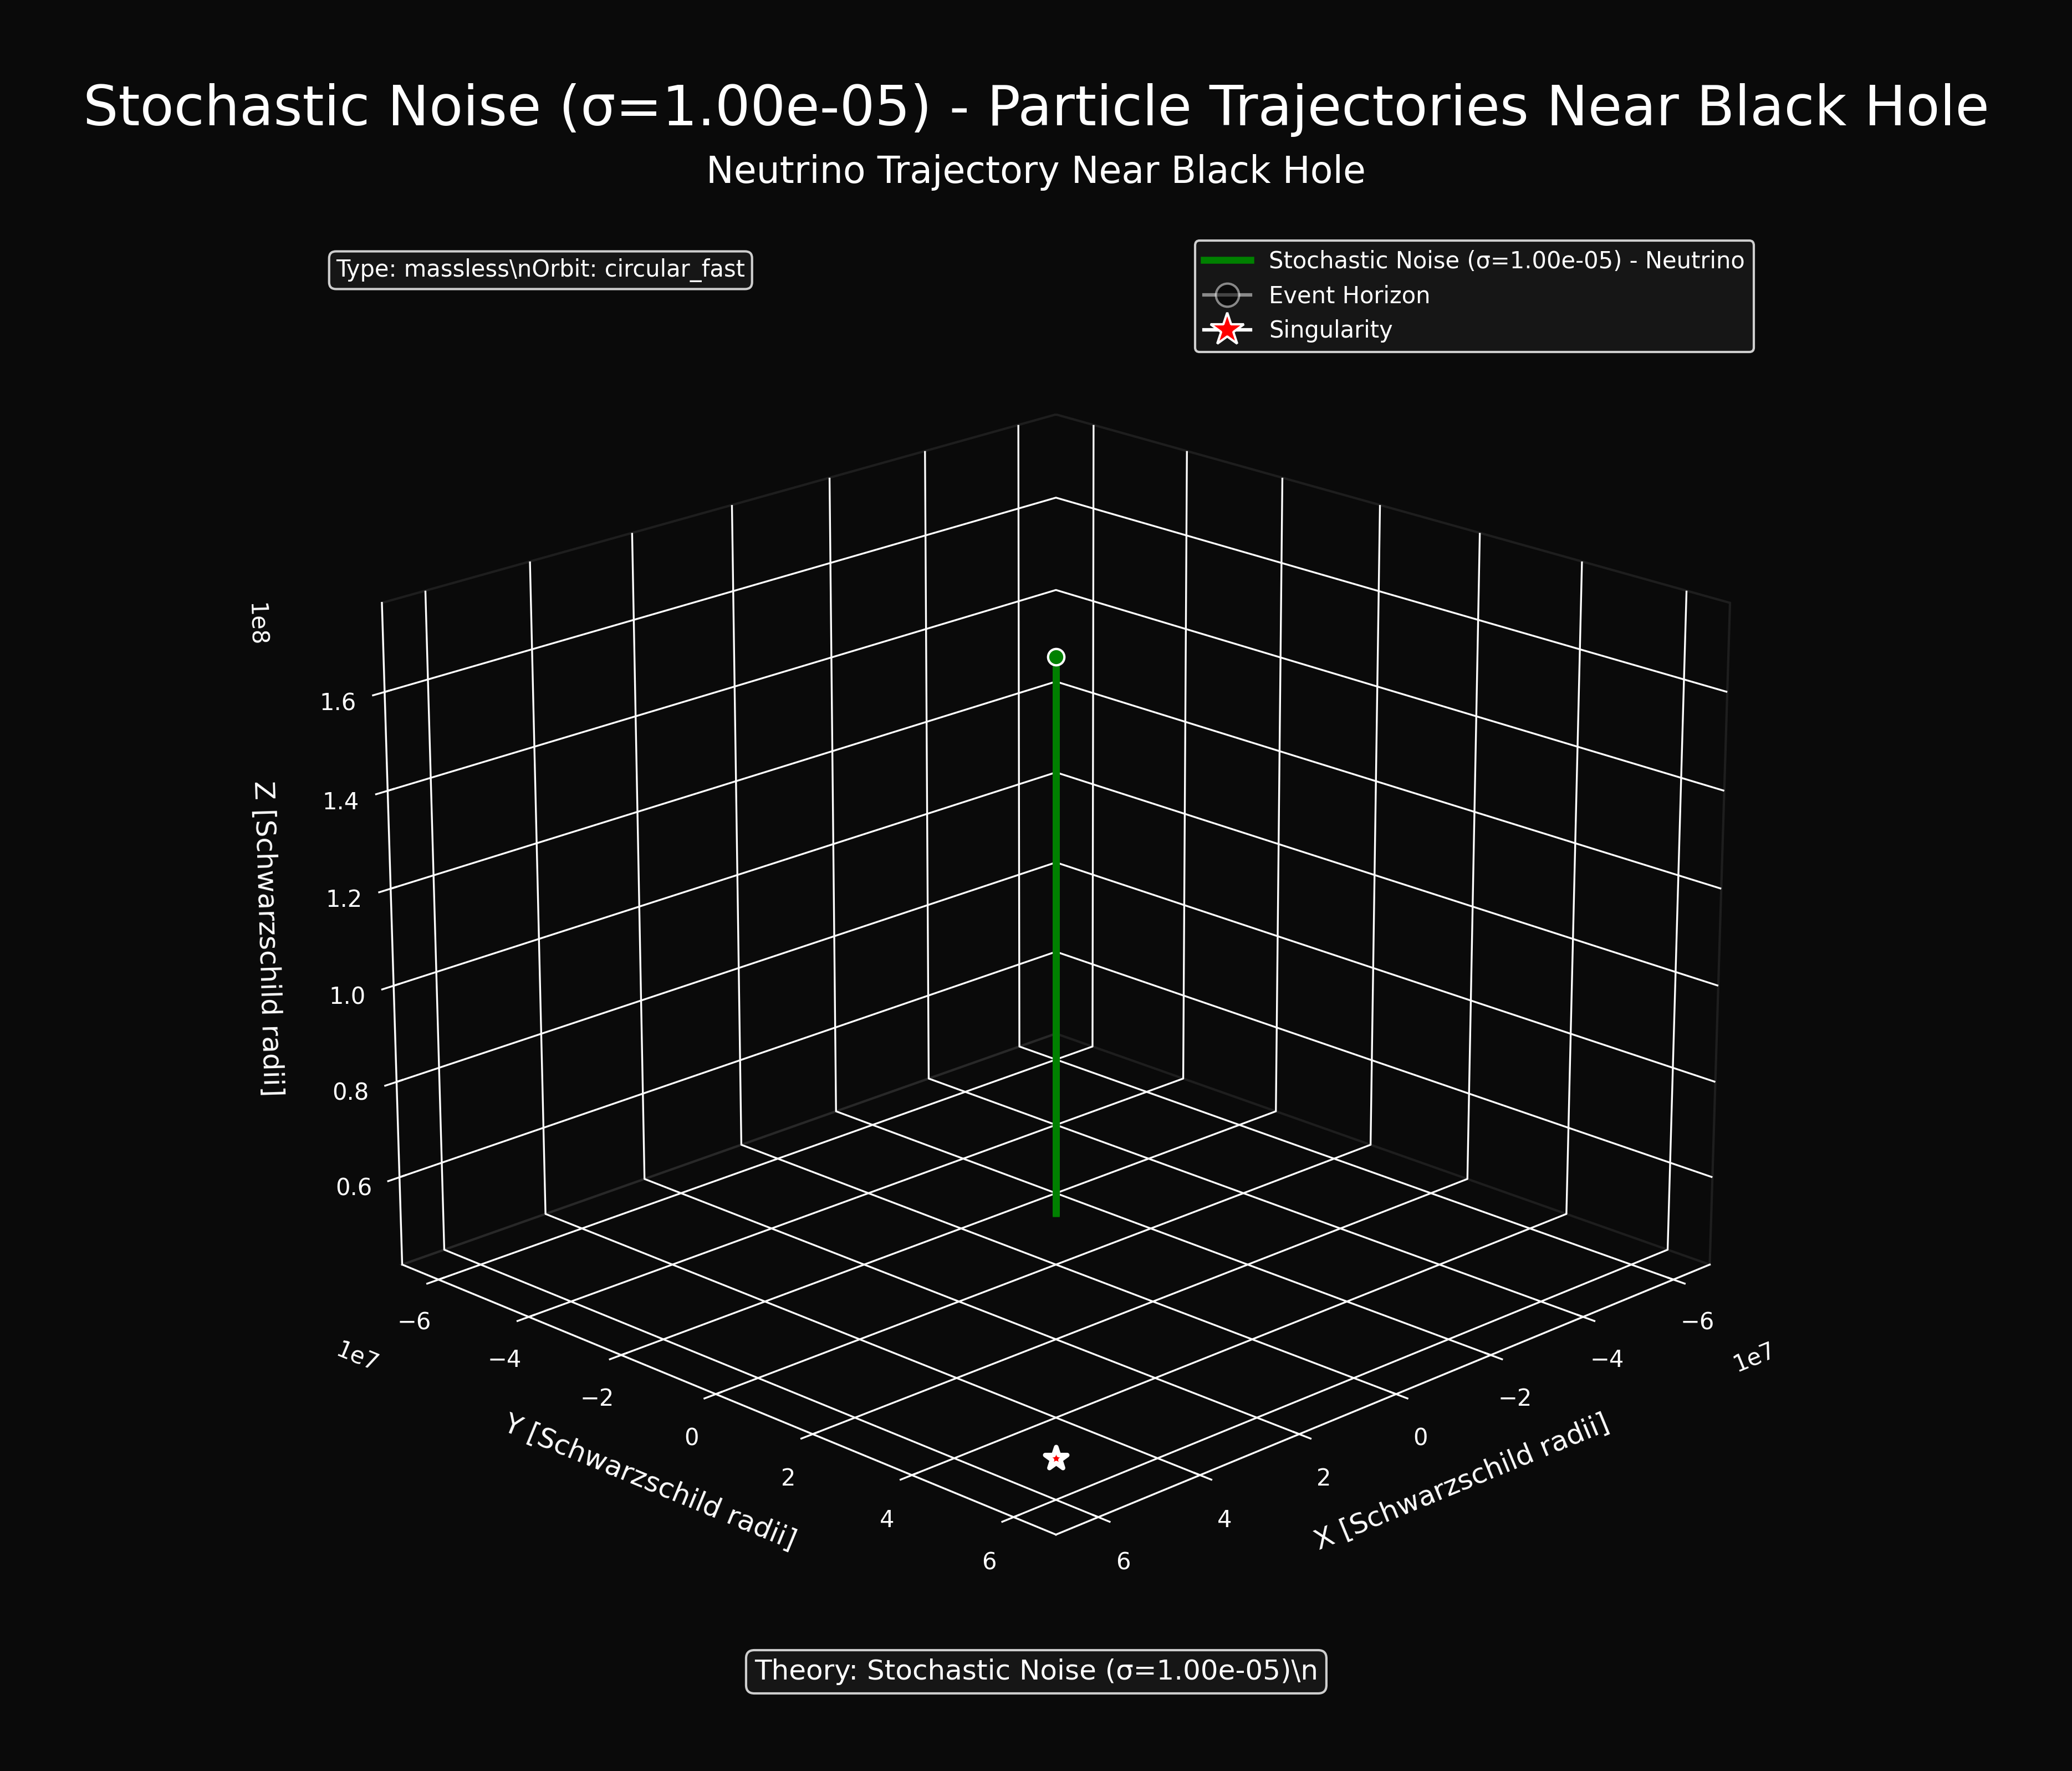 Stochastic Noise (σ=1.00e-05) - Particle Trajectories Near Black Hole
Neutrino Trajectory Near Black Hole
Type: massless\nOrbit: circular_fast
Stochastic Noise (σ=1.00e-05) - Neutrino
Event Horizon
Singularity
1e8
1.6
1.4
1.2
1.0
0.8
0.6
Z [Schwarzschild radii]
−6
−4
−2
0
2
4
6
1e7
Y [Schwarzschild radii]
−6
−4
−2
0
2
4
6
1e7
X [Schwarzschild radii]
Theory: Stochastic Noise (σ=1.00e-05)\n